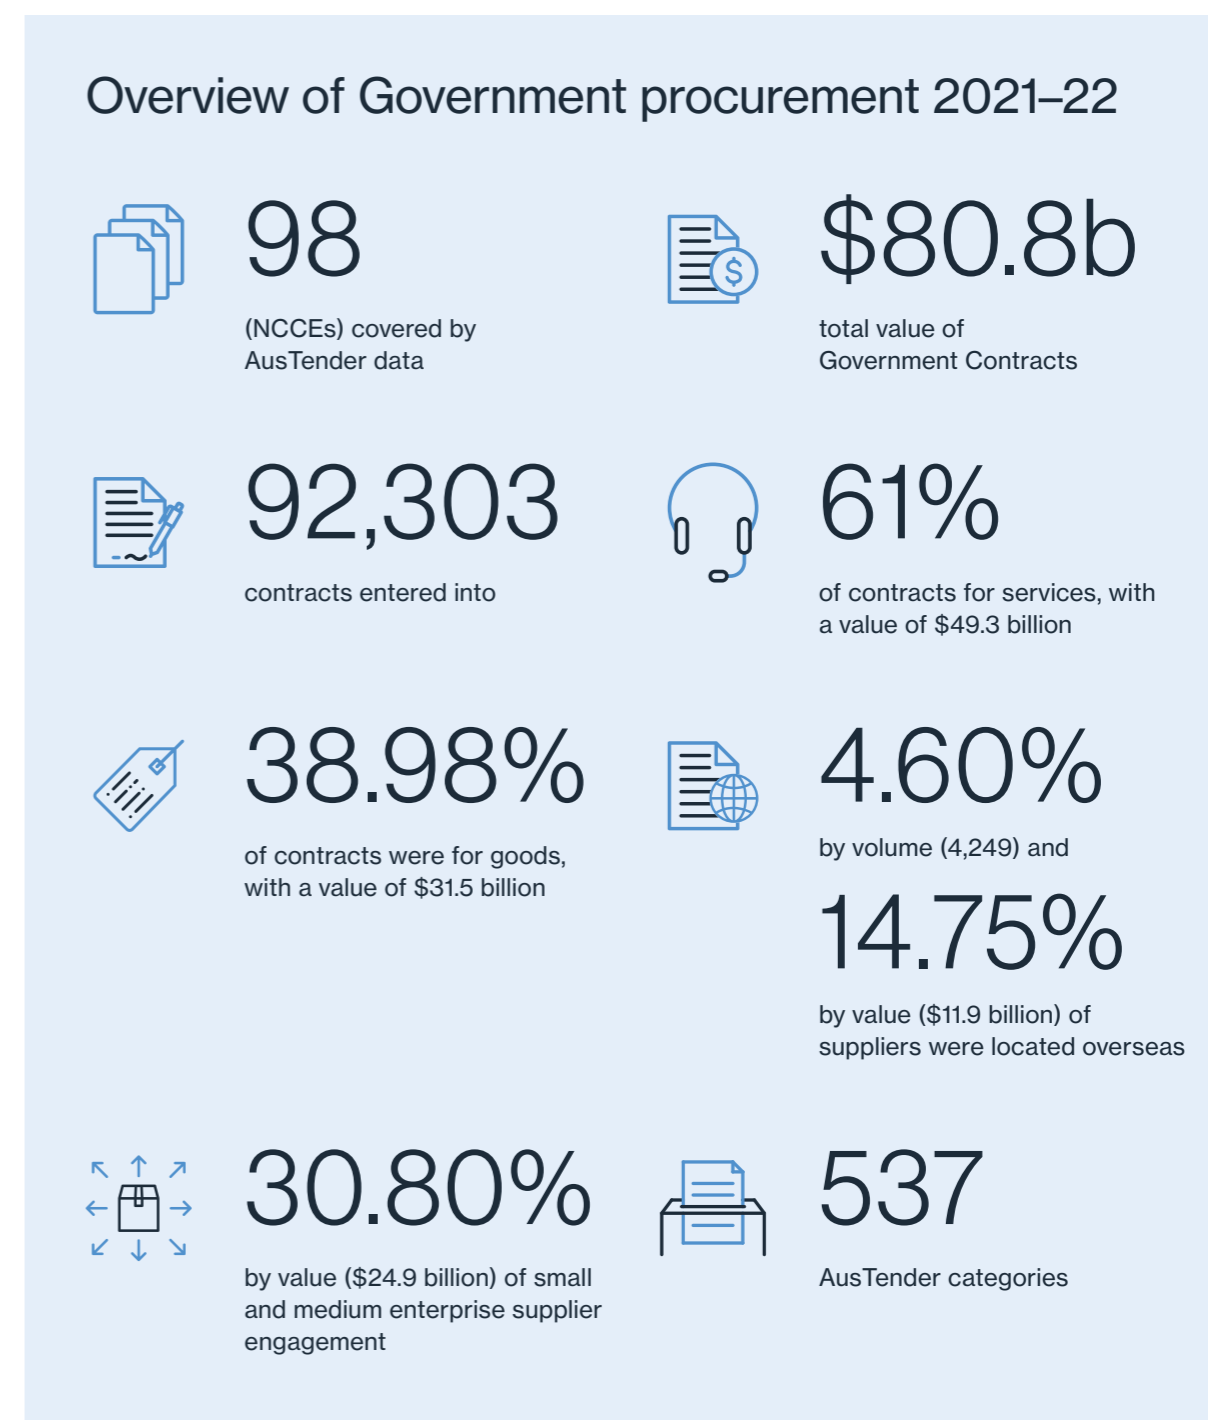 Overview of Government procurement 2021–22
98
(NCCEs) covered by
AusTender data
$80.8b
total value of
Government Contracts
92,303
contracts entered into
61%
of contracts for services, with
a value of $49.3 billion
38.98%
of contracts were for goods,
with a value of $31.5 billion
4.60%
by volume (4,249) and
14.75%
by value ($11.9 billion) of
suppliers were located overseas
30.80%
by value ($24.9 billion) of small
and medium enterprise supplier
engagement
537
AusTender categories